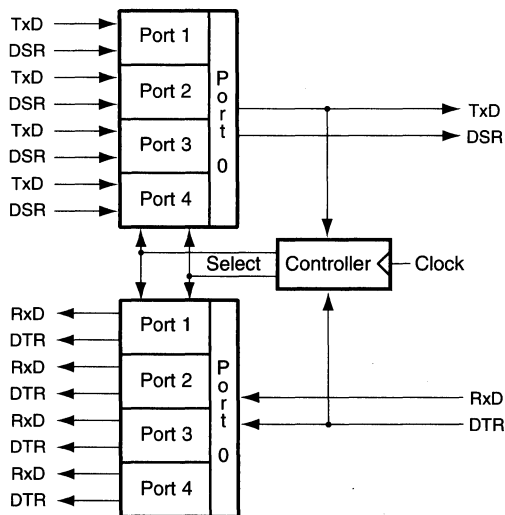 TxD
DSR
TxD
DSR
TxD
DSR
TxD
DSR
Port 1
Port 2
Port 3
Port 4
Port 0
TxD
DSR
Select
Controller
Clock
RxD
DTR
RxD
DTR
RxD
DTR
RxD
DTR
Port 1
Port 2
Port 3
Port 4
Port 0
RxD
DTR